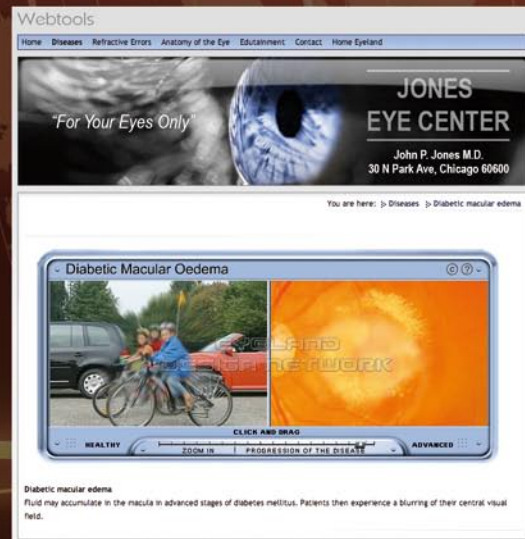 Webtools
Home Diseases Refractive Errors Anatomy of the Eye Edutainment Contact Home Eyeland
"For Your Eyes Only"
JONES
EYE CENTER
John P. Jones M.D.
30 N Park Ave, Chicago 60600
You are here: Diseases Diabetic macular edema
Diabetic Macular Oedema
EYELAND
DESIGN NETWORK
CLICK AND DRAG
HEALTHY ZOOM IN PROGRESSION OF THE DISEASE ADVANCED
Diabetic macular edema
Fluid may accumulate in the macula in advanced stages of diabetes mellitus. Patients then experience a blurring of their central visual
field.